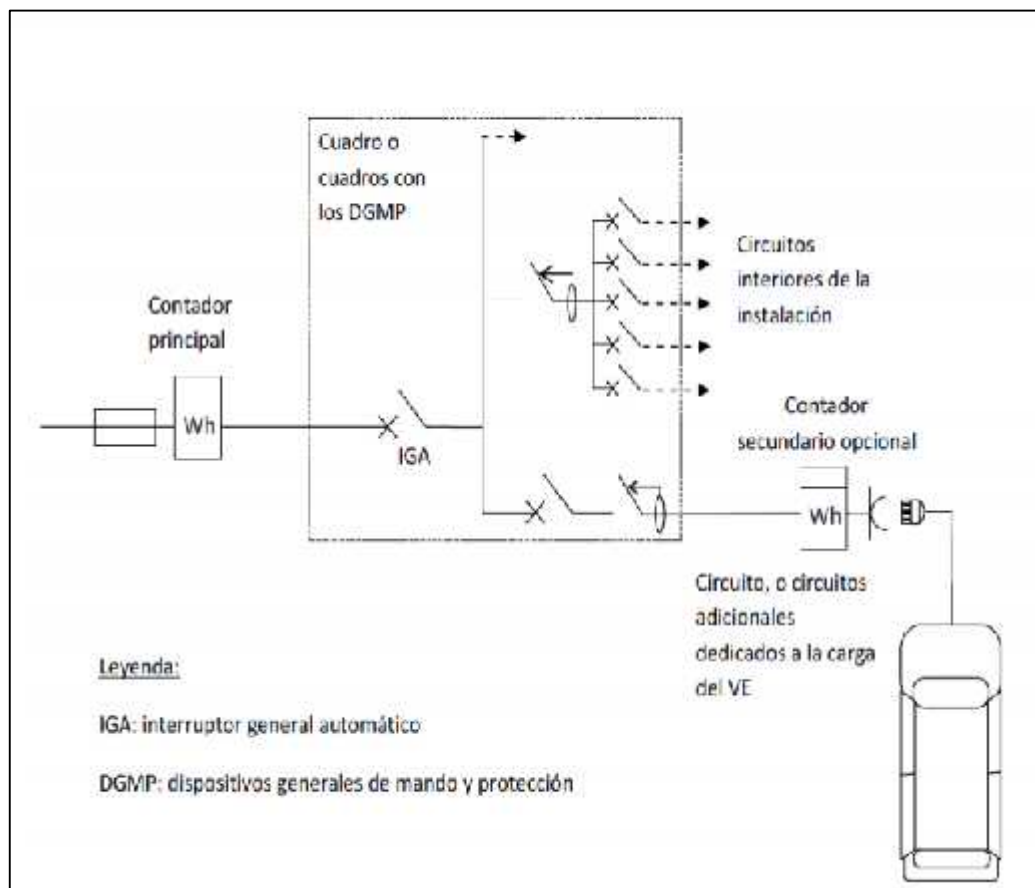 Cuadro o
cuadros con
los DGMP
Circuitos
interiores de la
instalación
Contador
principal
Wh
IGA
Contador
secundario opcional
Wh
Circuito, o circuitos
adicionales
dedicados a la carga
del VE
Leyenda:
IGA: interruptor general automático
DGMP: dispositivos generales de mando y protección